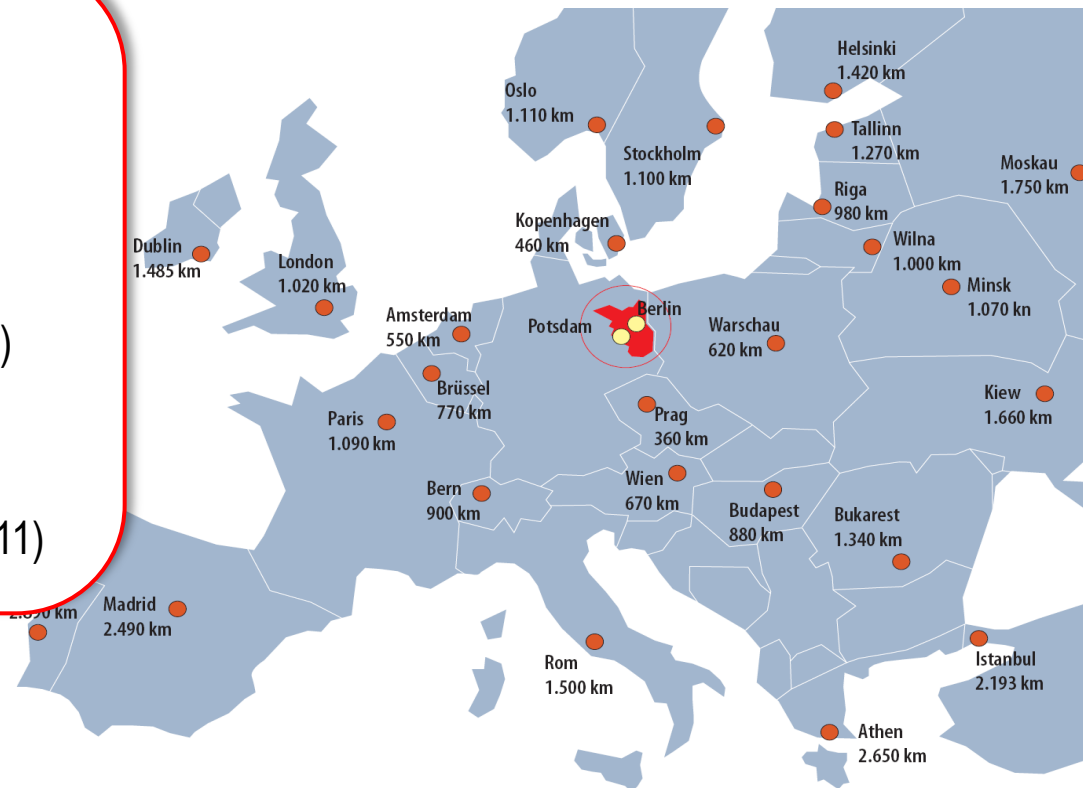 )
11)
Helsinki
1.420 km
Oslo
1.110 km
Tallinn
1.270 km
Stockholm
1.100 km
Moskau
1.750 km
Riga
980 km
Kopenhagen
460 km
Wilna
1.000 km
Dublin
1.485 km
London
1.020 km
Minsk
1.070 kn
Amsterdam
550 km
Berlin
Potsdam
Warschau
620 km
Brüssel
770 km
Kiew
1.660 km
Paris
1.090 km
Prag
360 km
Bern
900 km
Wien
670 km
Budapest
880 km
Bukarest
1.340 km
km
Madrid
2.490 km
Rom
1.500 km
Istanbul
2.193 km
Athen
2.650 km